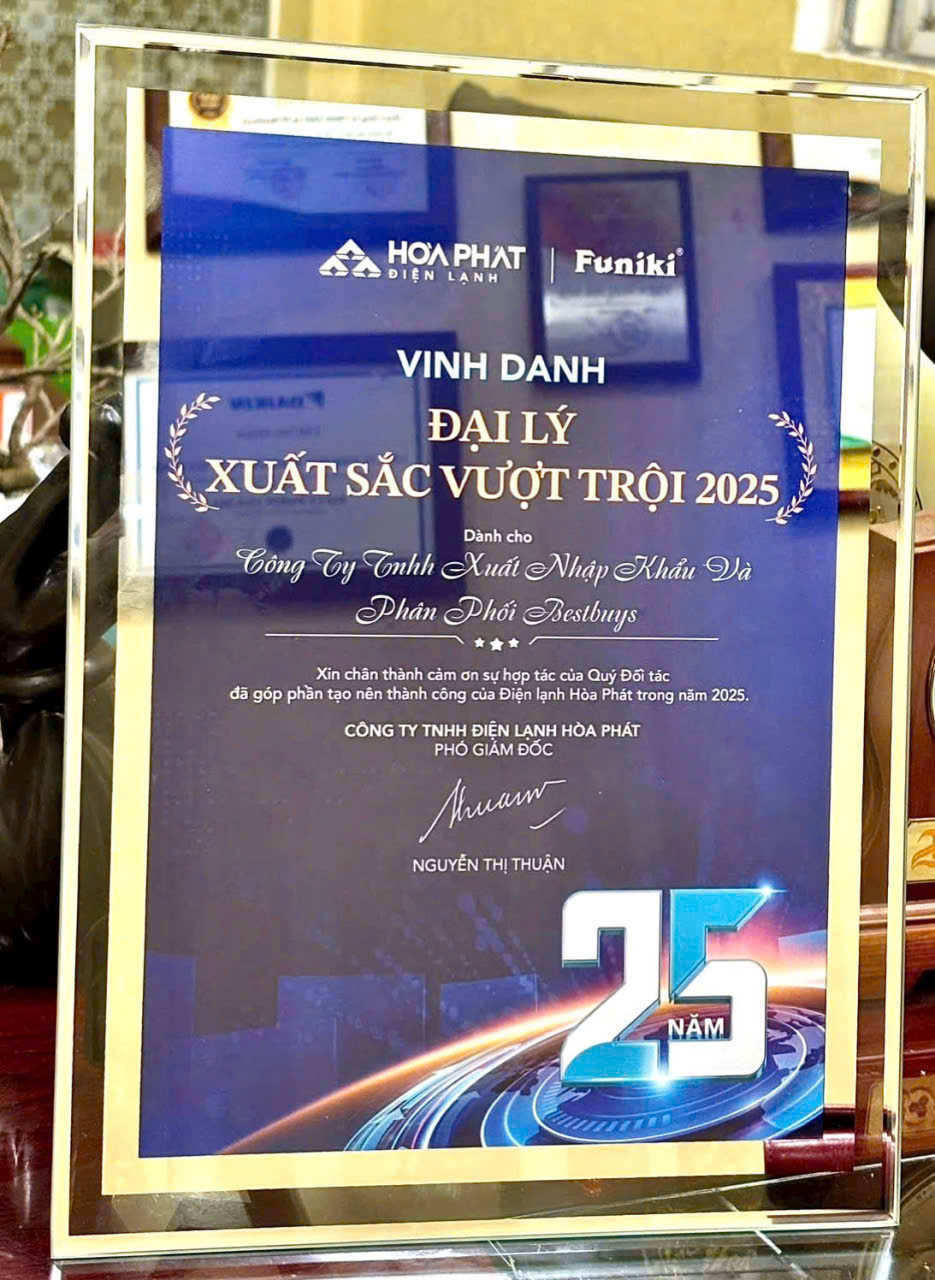 HÒA PHÁT
ĐIỆN LẠNH
Funiki®
VINH DANH
ĐẠI LÝ
XUẤT SẮC VƯỢT TRỘI 2025
Dành cho
Công Ty Tnhh Xuất Nhập Khẩu Và
Phân Phối Bestbuys
Xin chân thành cảm ơn sự hợp tác của Quý Đối tác
đã góp phần tạo nên thành công của Điện lạnh Hòa Phát trong năm 2025.
CÔNG TY TNHH ĐIỆN LẠNH HÒA PHÁT
PHÓ GIÁM ĐỐC
NGUYỄN THỊ THUẬN
25
NĂM